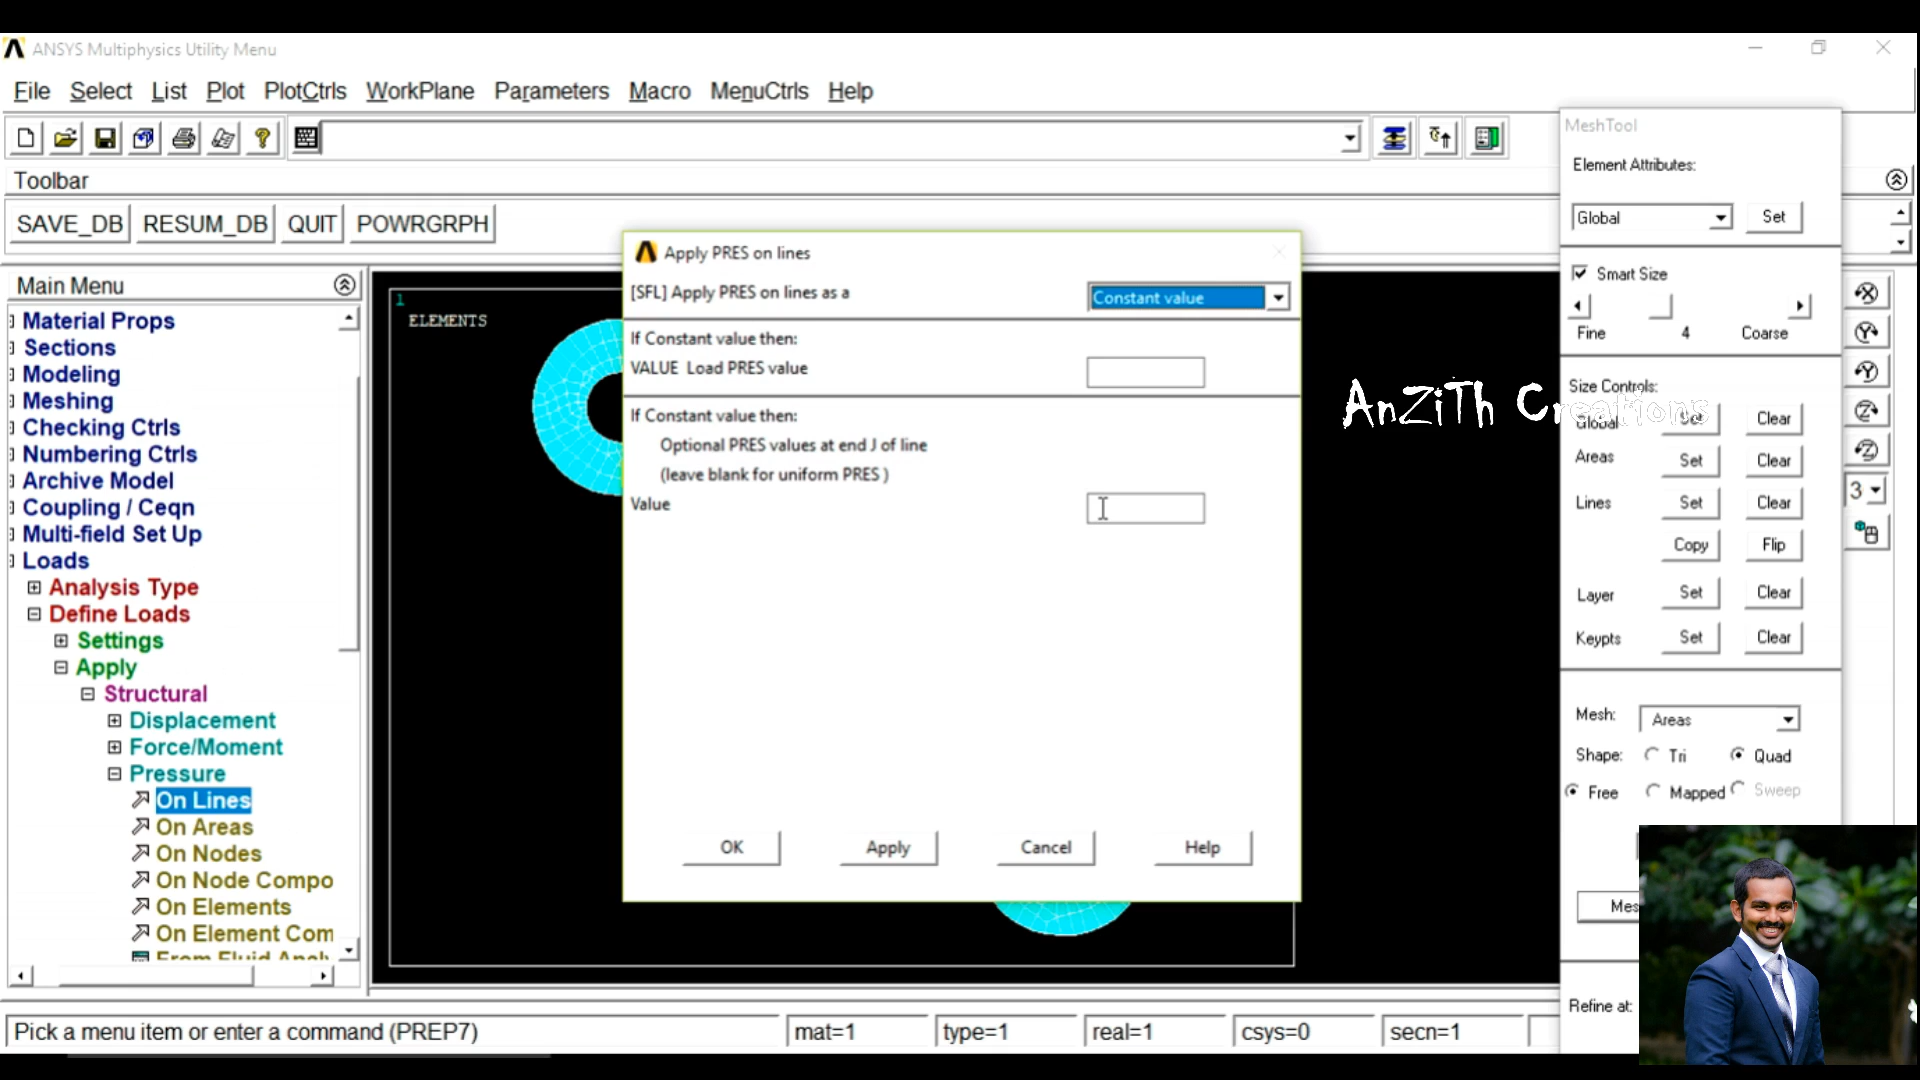 ANSYS Multiphysics Utility Menu
File Select List Plot PlotCtrls WorkPlane Parameters Macro MenuCtrls Help
Toolbar
SAVE_DB RESUM_DB QUIT POWRGRPH
Main Menu
Material Props
Sections
Modeling
Meshing
Checking Ctrls
Numbering Ctrls
Archive Model
Coupling / Ceqn
Multi-field Set Up
Loads
Analysis Type
Define Loads
Settings
Apply
Structural
Displacement
Force/Moment
Pressure
On Lines
On Areas
On Nodes
On Node Compo
On Elements
On Element Com
From Fluid Anal
1
ELEMENTS
Apply PRES on lines
[SFL] Apply PRES on lines as a Constant value
If Constant value then:
VALUE Load PRES value
If Constant value then:
Optional PRES values at end J of line
(leave blank for uniform PRES )
Value
OK Apply Cancel Help
AnZiTh Creations
MeshTool
Element Attributes:
Global Set
Smart Size
Fine 4 Coarse
Size Controls:
Global Set Clear
Areas Set Clear
Lines Set Clear
Copy Flip
Layer Set Clear
Keypts Set Clear
Mesh: Areas
Shape: Tri Quad
Free Mapped Sweep
Mes
Refine at:
3
Pick a menu item or enter a command (PREP7) mat=1 type=1 real=1 csys=0 secn=1